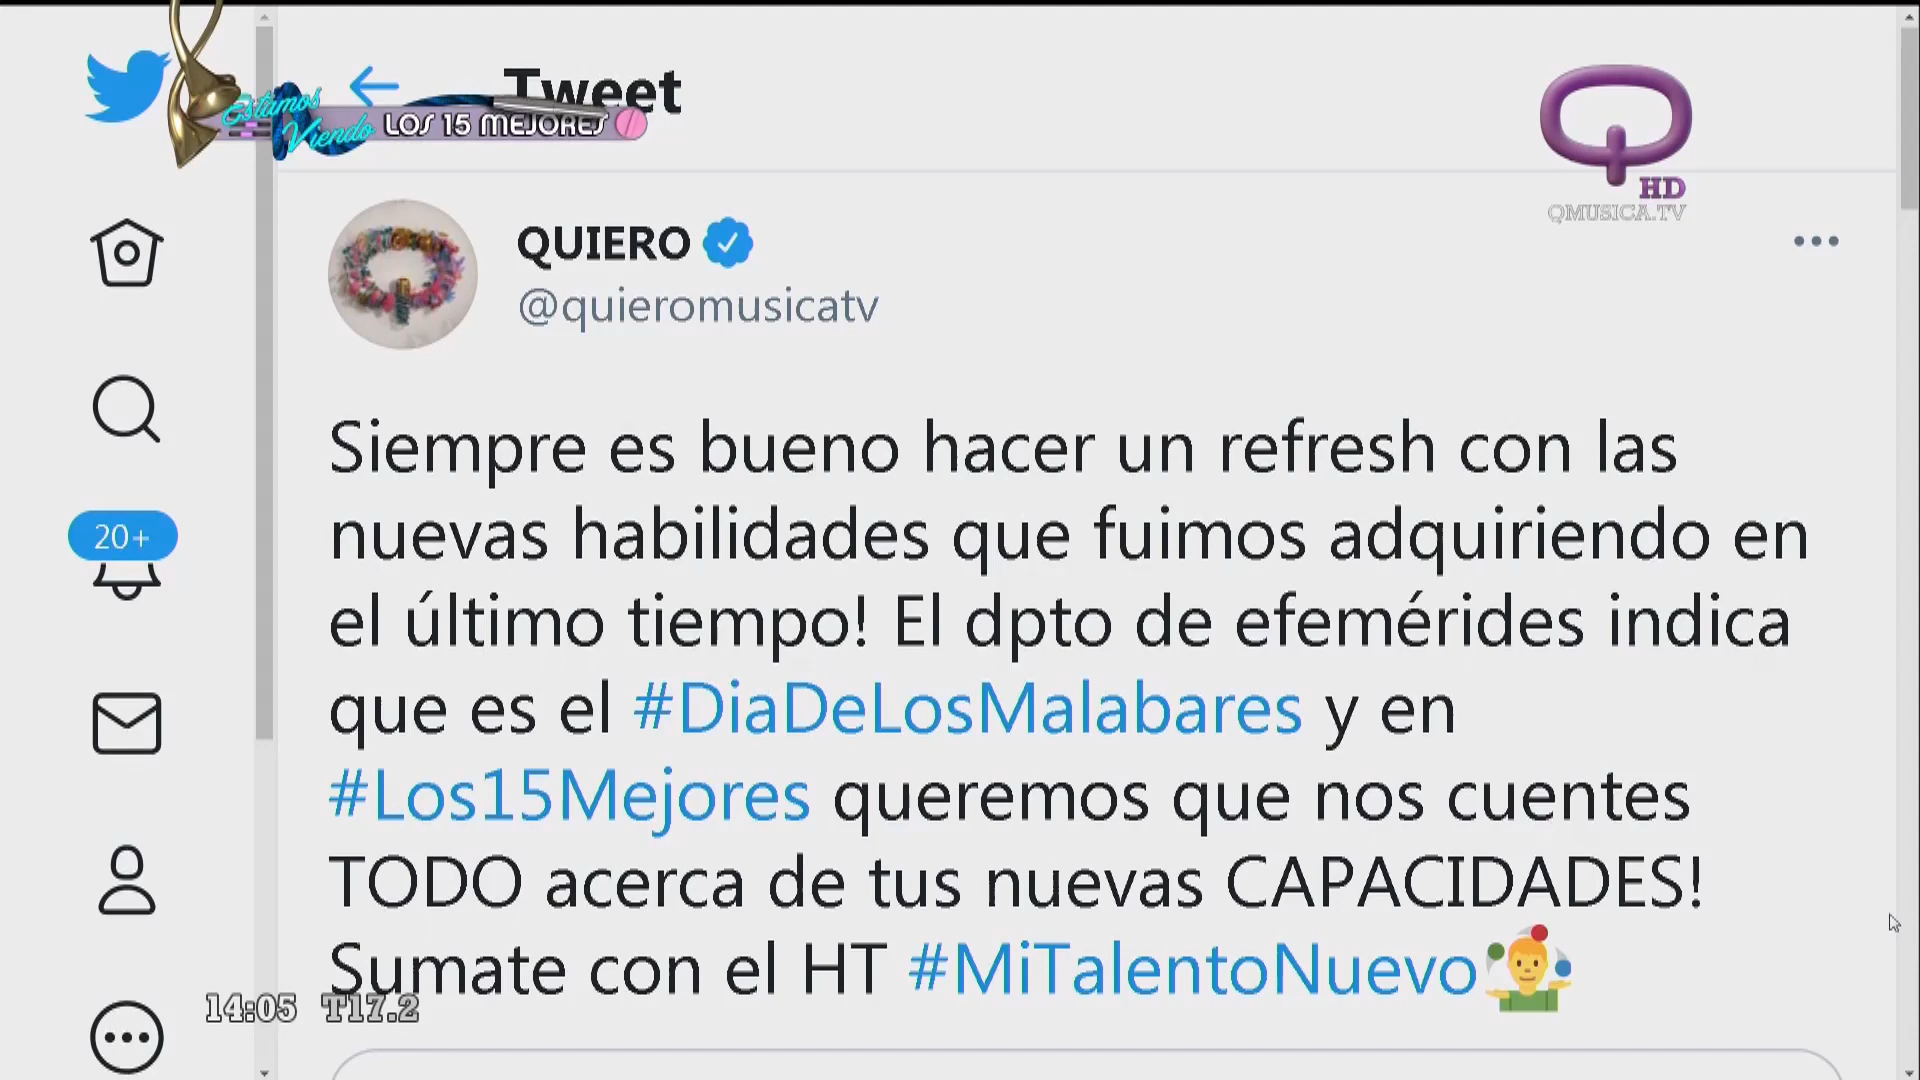 Tweet
Estamos
Viendo LOS 15 MEJORES
HD
QMUSICA.TV
QUIERO
@quieromusicatv
20+
Siempre es bueno hacer un refresh con las
nuevas habilidades que fuimos adquiriendo en
el último tiempo! El dpto de efemérides indica
que es el #DiaDeLosMalabares y en
#Los15Mejores queremos que nos cuentes
TODO acerca de tus nuevas CAPACIDADES!
Sumate con el HT #MiTalentoNuevo
14:05 T17.2